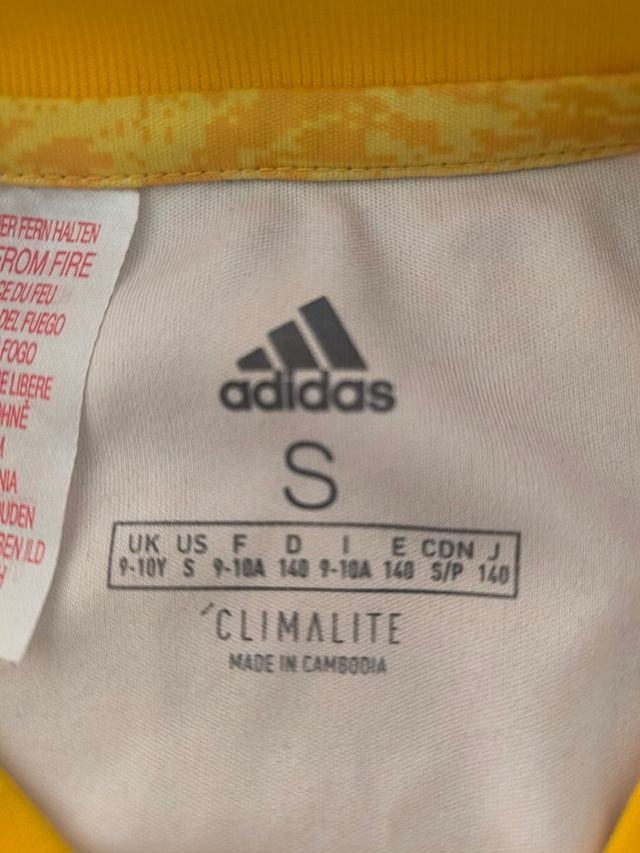 FERN HALTEN
FROM FIRE
DU FEU
DEL FUEGO
FOGO
LIBERE
adidas
S
UK US F D I E CDN J
9-10Y S 9-10A 140 9-10A 140 S/P 140
CLIMALITE
MADE IN CAMBODIA